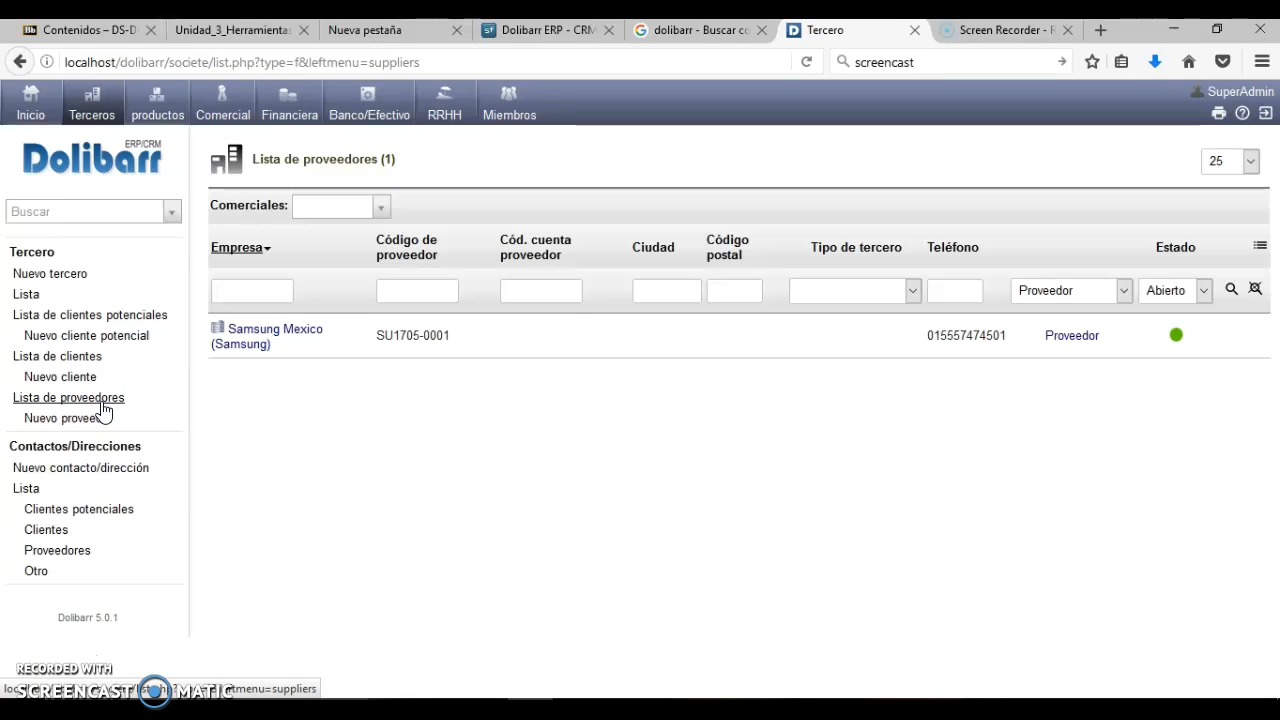 Contenidos – DS-D
Unidad_3_Herramienta
Nueva pestaña
Dolibarr ERP - CRM
dolibarr - Buscar co
Tercero
Screen Recorder - R
localhost/dolibarr/societe/list.php?type=f&leftmenu=suppliers
screencast
Inicio
Terceros
productos
Comercial
Financiera
Banco/Efectivo
RRHH
Miembros
SuperAdmin
Dolibarr ERP/CRM
Lista de proveedores (1)
25
Buscar
Comerciales:
Empresa
Código de
proveedor
Cód. cuenta
proveedor
Ciudad
Código
postal
Tipo de tercero
Teléfono
Estado
Proveedor
Abierto
Samsung Mexico
(Samsung)
SU1705-0001
015557474501
Proveedor
Tercero
Nuevo tercero
Lista
Lista de clientes potenciales
Nuevo cliente potencial
Lista de clientes
Nuevo cliente
Lista de proveedores
Nuevo
Contactos/Direcciones
Nuevo contacto/dirección
Lista
Clientes potenciales
Clientes
Proveedores
Otro
Dolibarr 5.0.1
RECORDED WITH
SCREENCAST MATIC